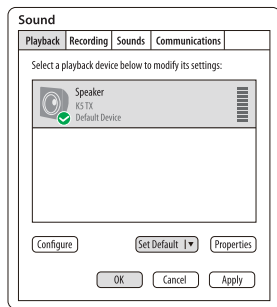 Sound
Playback Recording Sounds Communications
Select a playback device below to modify its settings:
Speaker
K5 TX
Default Device
Configure Set Default Properties
OK Cancel Apply